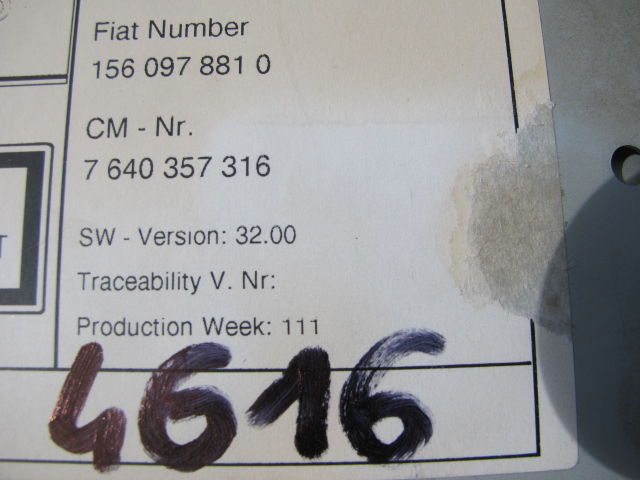 Fiat Number
156 097 881 0
CM - Nr.
7 640 357 316
SW - Version: 32.00
Traceability V. Nr:
Production Week: 111
4616
T